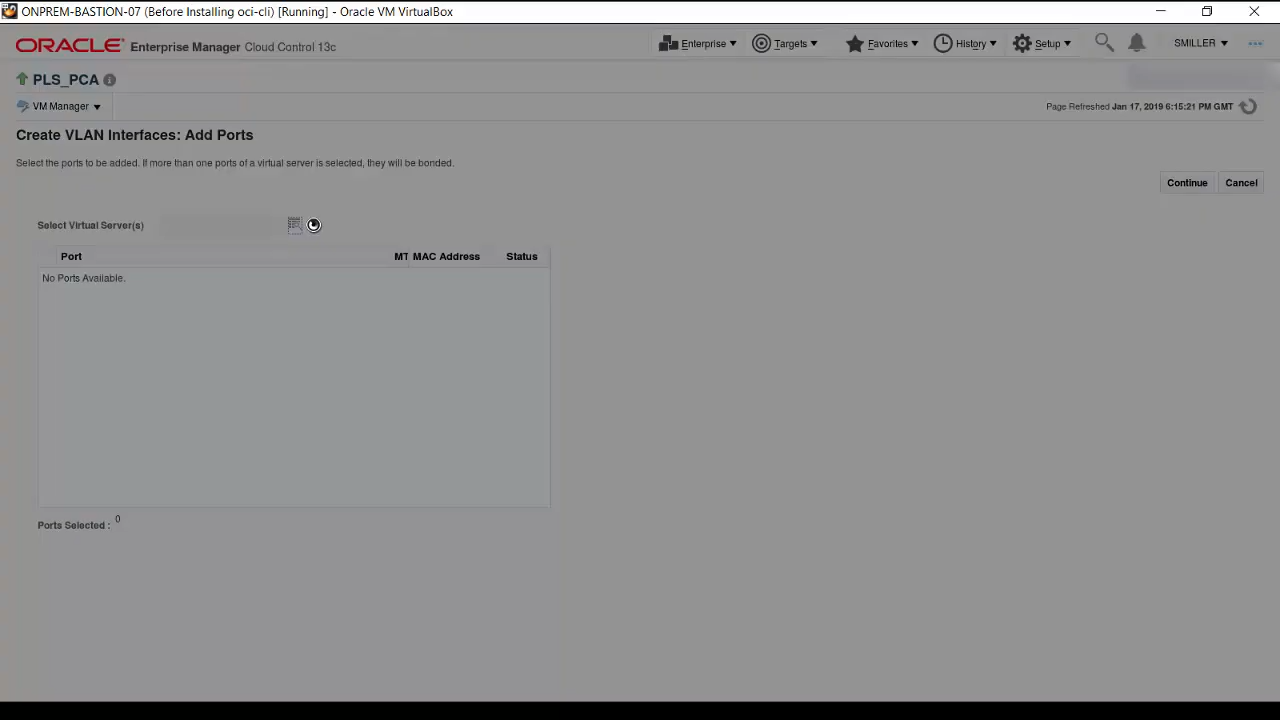 ONPREM-BASTION-07 (Before Installing oci-cli) [Running] - Oracle VM VirtualBox
ORACLE® Enterprise Manager Cloud Control 13c Enterprise Targets Favorites History Setup SMILLER
PLS_PCA
VM Manager Page Refreshed Jan 17, 2019 6:15:21 PM GMT
Create VLAN Interfaces: Add Ports
Select the ports to be added. If more than one ports of a virtual server is selected, they will be bonded.
Continue Cancel
Select Virtual Server(s)
Port MT MAC Address Status
No Ports Available.
Ports Selected : 0